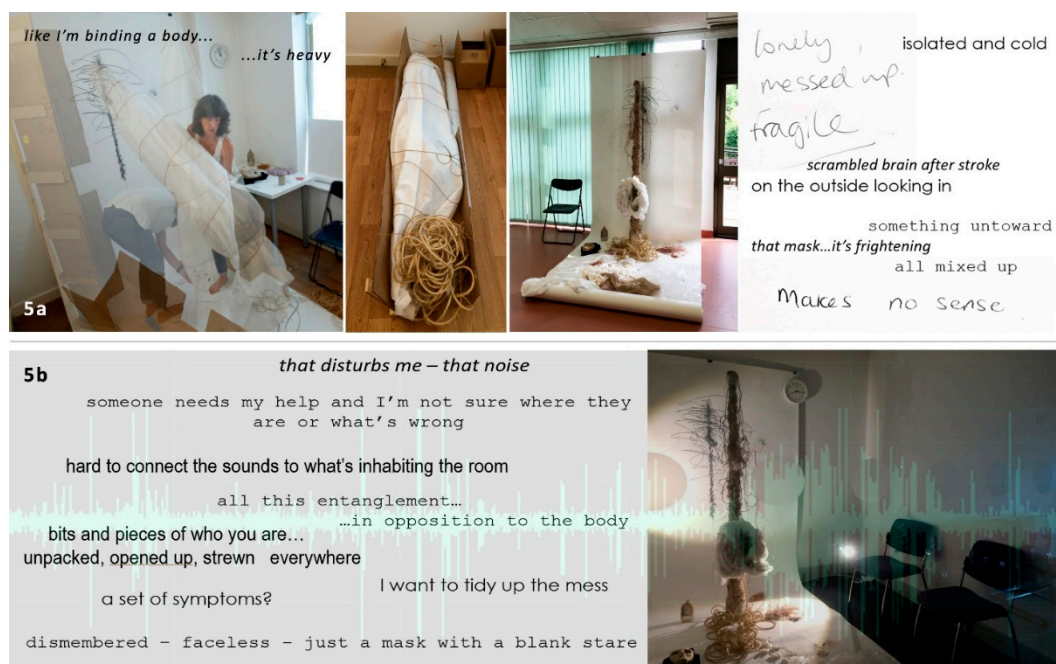 like I'm binding a body...
...it's heavy
5a
lonely, isolated and cold
messed up.
fragile
scrambled brain after stroke
on the outside looking in
something untoward
that mask...it's frightening
all mixed up
Makes no sense
5b
that disturbs me – that noise
someone needs my help and I'm not sure where they
are or what's wrong
hard to connect the sounds to what's inhabiting the room
all this entanglement…
…in opposition to the body
bits and pieces of who you are…
unpacked, opened up, strewn everywhere
I want to tidy up the mess
a set of symptoms?
dismembered – faceless – just a mask with a blank stare